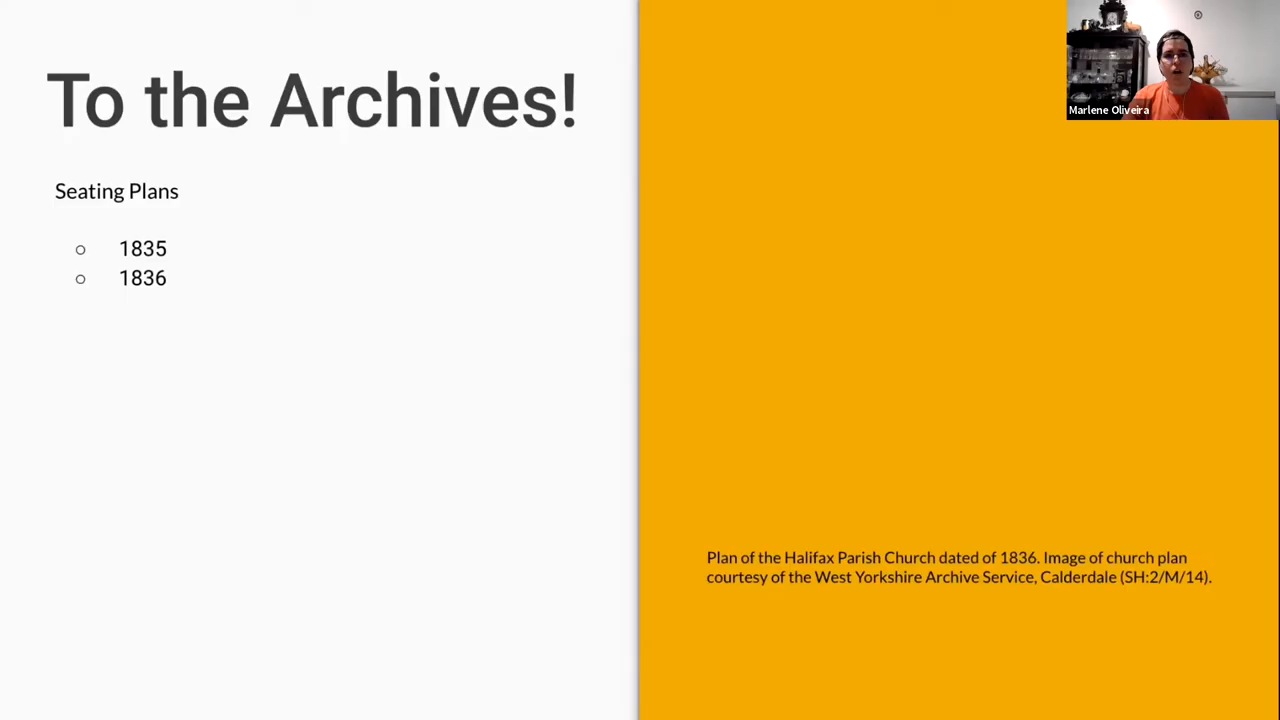 To the Archives!
Seating Plans
1835
1836
Marlene Oliveira
Plan of the Halifax Parish Church dated of 1836. Image of church plan
courtesy of the West Yorkshire Archive Service, Calderdale (SH:2/M/14).